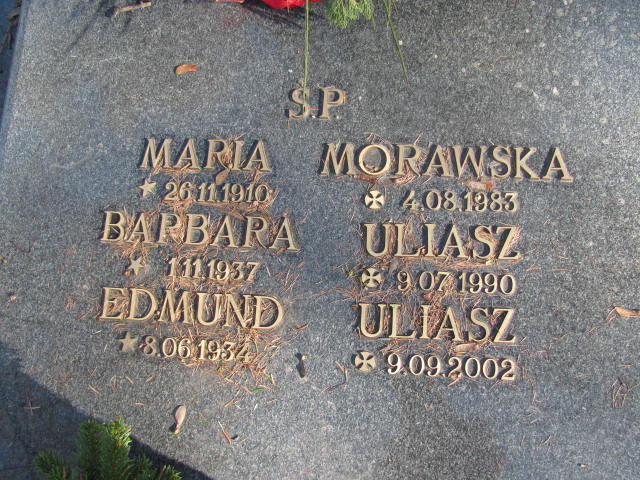 Ś.P.
MARIA MORAWSKA
26.11.1910 4.08.1983
BARBARA ULIASZ
1.11.1937 9.07.1990
EDMUND ULIASZ
8.06.1934 9.09.2002